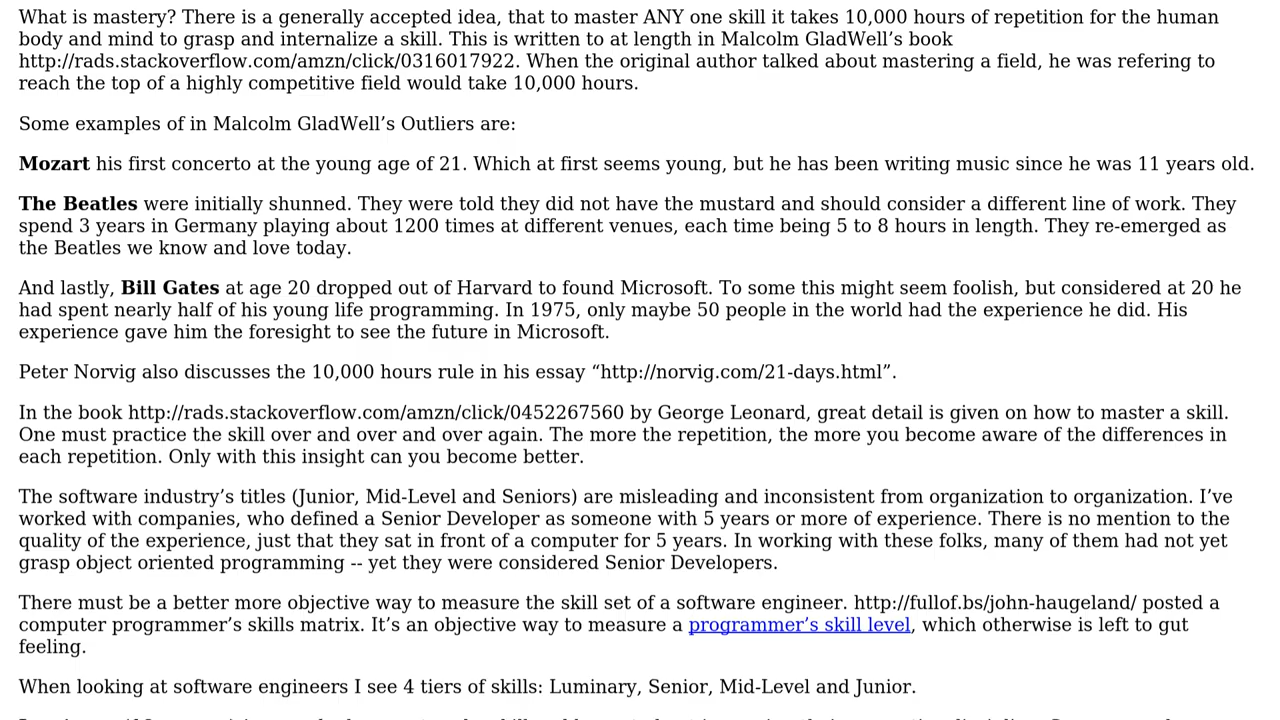 What is mastery? There is a generally accepted idea, that to master ANY one skill it takes 10,000 hours of repetition for the human
body and mind to grasp and internalize a skill. This is written to at length in Malcolm GladWell’s book
http://rads.stackoverflow.com/amzn/click/0316017922. When the original author talked about mastering a field, he was refering to
reach the top of a highly competitive field would take 10,000 hours.
Some examples of in Malcolm GladWell’s Outliers are:
Mozart his first concerto at the young age of 21. Which at first seems young, but he has been writing music since he was 11 years old.
The Beatles were initially shunned. They were told they did not have the mustard and should consider a different line of work. They
spend 3 years in Germany playing about 1200 times at different venues, each time being 5 to 8 hours in length. They re-emerged as
the Beatles we know and love today.
And lastly, Bill Gates at age 20 dropped out of Harvard to found Microsoft. To some this might seem foolish, but considered at 20 he
had spent nearly half of his young life programming. In 1975, only maybe 50 people in the world had the experience he did. His
experience gave him the foresight to see the future in Microsoft.
Peter Norvig also discusses the 10,000 hours rule in his essay “http://norvig.com/21-days.html”.
In the book http://rads.stackoverflow.com/amzn/click/0452267560 by George Leonard, great detail is given on how to master a skill.
One must practice the skill over and over and over again. The more the repetition, the more you become aware of the differences in
each repetition. Only with this insight can you become better.
The software industry’s titles (Junior, Mid-Level and Seniors) are misleading and inconsistent from organization to organization. I’ve
worked with companies, who defined a Senior Developer as someone with 5 years or more of experience. There is no mention to the
quality of the experience, just that they sat in front of a computer for 5 years. In working with these folks, many of them had not yet
grasp object oriented programming -- yet they were considered Senior Developers.
There must be a better more objective way to measure the skill set of a software engineer. http://fullof.bs/john-haugeland/ posted a
computer programmer’s skills matrix. It’s an objective way to measure a programmer’s skill level, which otherwise is left to gut
feeling.
When looking at software engineers I see 4 tiers of skills: Luminary, Senior, Mid-Level and Junior.